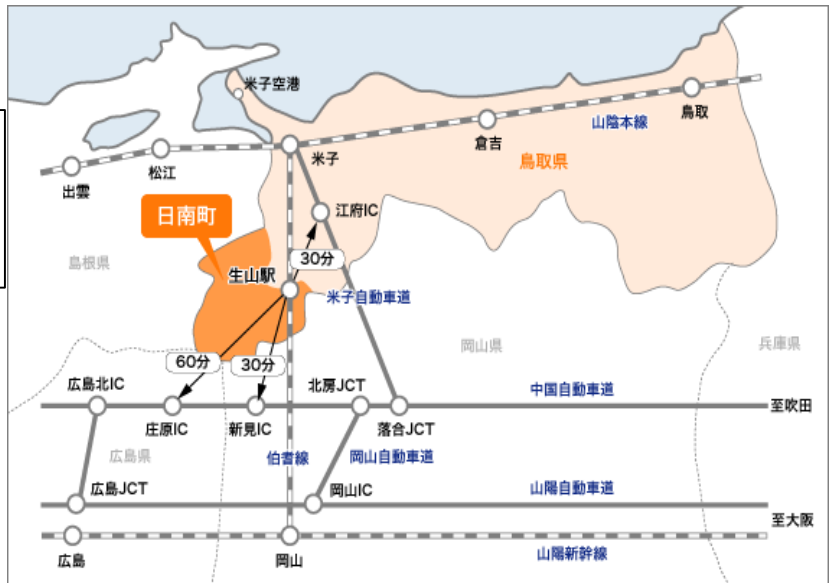 米子空港
鳥取
山陰本線
倉吉
米子
松江
出雲
鳥取県
日南町
江府IC
30分
島根県
生山駅
米子自動車道
岡山県
兵庫県
60分
30分
広島北IC
北房JCT
中国自動車道
至吹田
庄原IC
新見IC
落合JCT
広島県
伯耆線
岡山自動車道
広島JCT
岡山IC
山陽自動車道
至大阪
広島
岡山
山陽新幹線